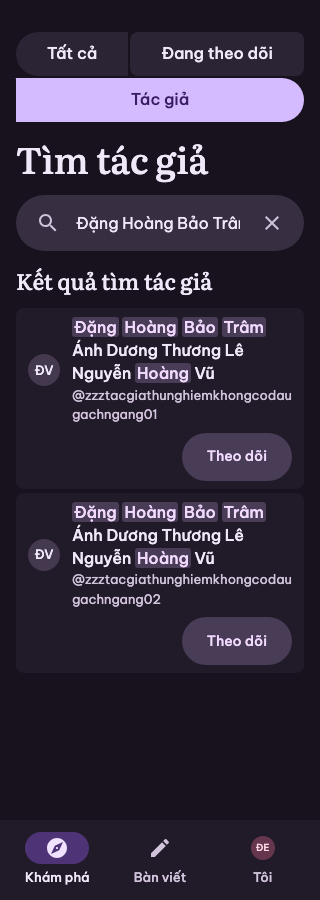 Tất cả
Đang theo dõi
Tác giả
Tìm tác giả
Đặng Hoàng Bảo Trâm
Kết quả tìm tác giả
Đặng Hoàng Bảo Trâm
Ánh Dương Thương Lê
Nguyễn Hoàng Vũ
ĐV
@zzztacgiathunghiemkhongcodau
gachngang01
Theo dõi
Đặng Hoàng Bảo Trâm
Ánh Dương Thương Lê
Nguyễn Hoàng Vũ
ĐV
@zzztacgiathunghiemkhongcodau
gachngang02
Theo dõi
Khám phá
Bàn viết
ĐE
Tôi